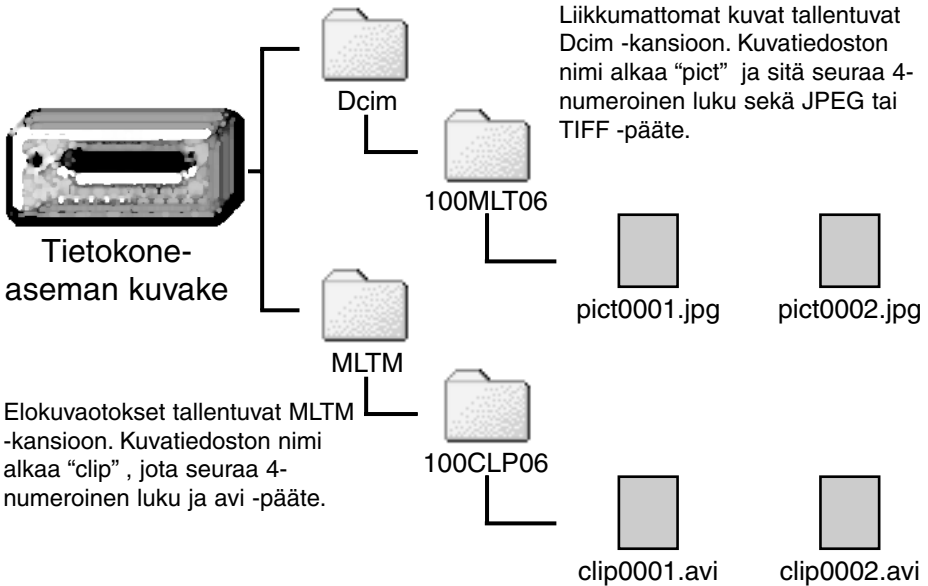 Liikkumattomat kuvat tallentuvat
Dcim -kansioon. Kuvatiedoston
nimi alkaa “pict” ja sitä seuraa 4-
numeroinen luku sekä JPEG tai
TIFF -pääte.
Dcim
100MLT06
Tietokone-
aseman kuvake
pict0001.jpg pict0002.jpg
MLTM
Elokuvaotokset tallentuvat MLTM
-kansioon. Kuvatiedoston nimi
alkaa “clip” , jota seuraa 4-
numeroinen luku ja avi -pääte.
100CLP06
clip0001.avi clip0002.avi